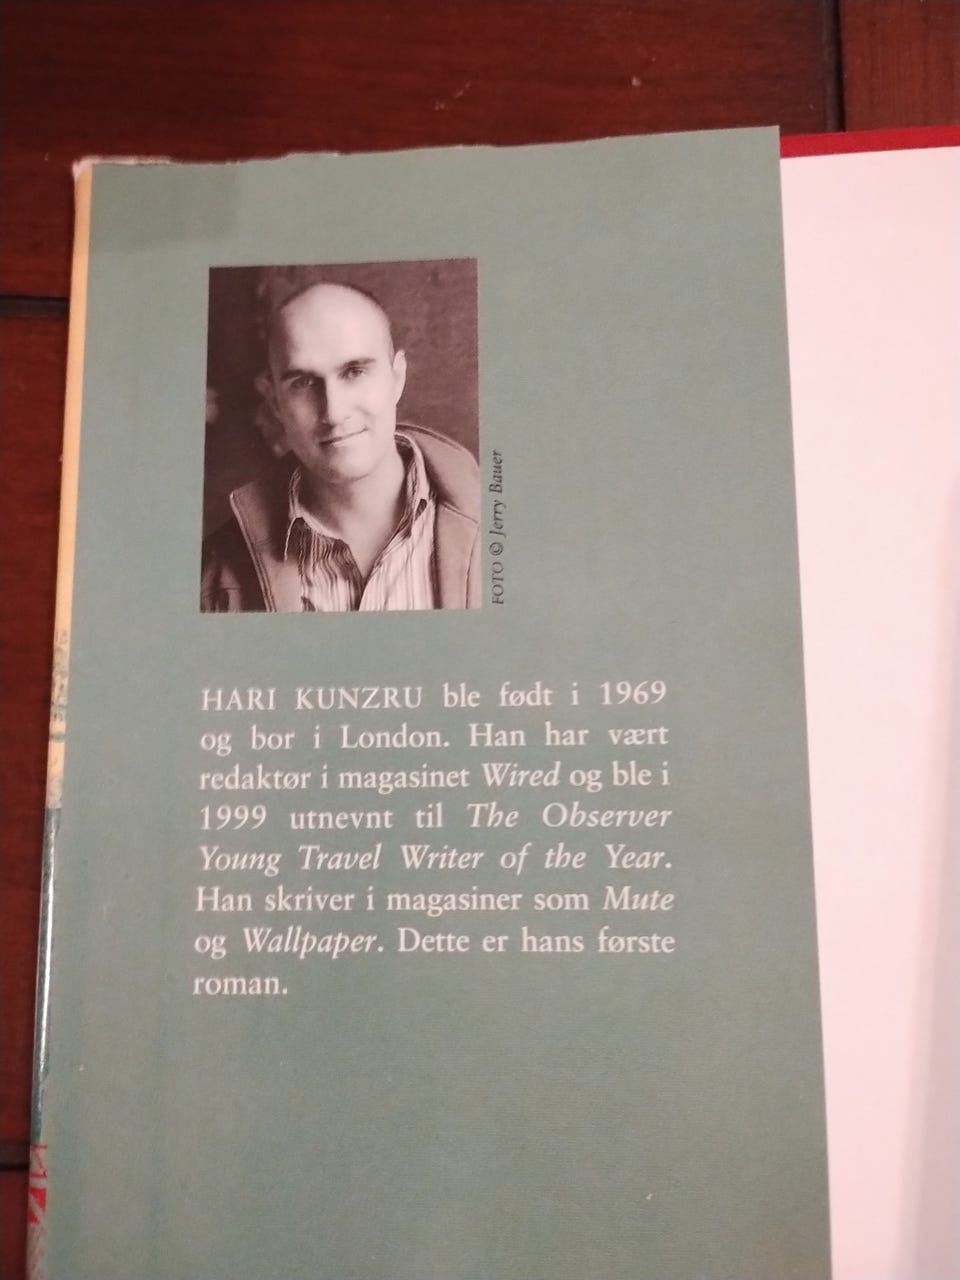 FOTO © Jerry Bauer
HARI KUNZRU ble født i 1969
og bor i London. Han har vært
redaktør i magasinet Wired og ble i
1999 utnevnt til The Observer
Young Travel Writer of the Year.
Han skriver i magasiner som Mute
og Wallpaper. Dette er hans første
roman.